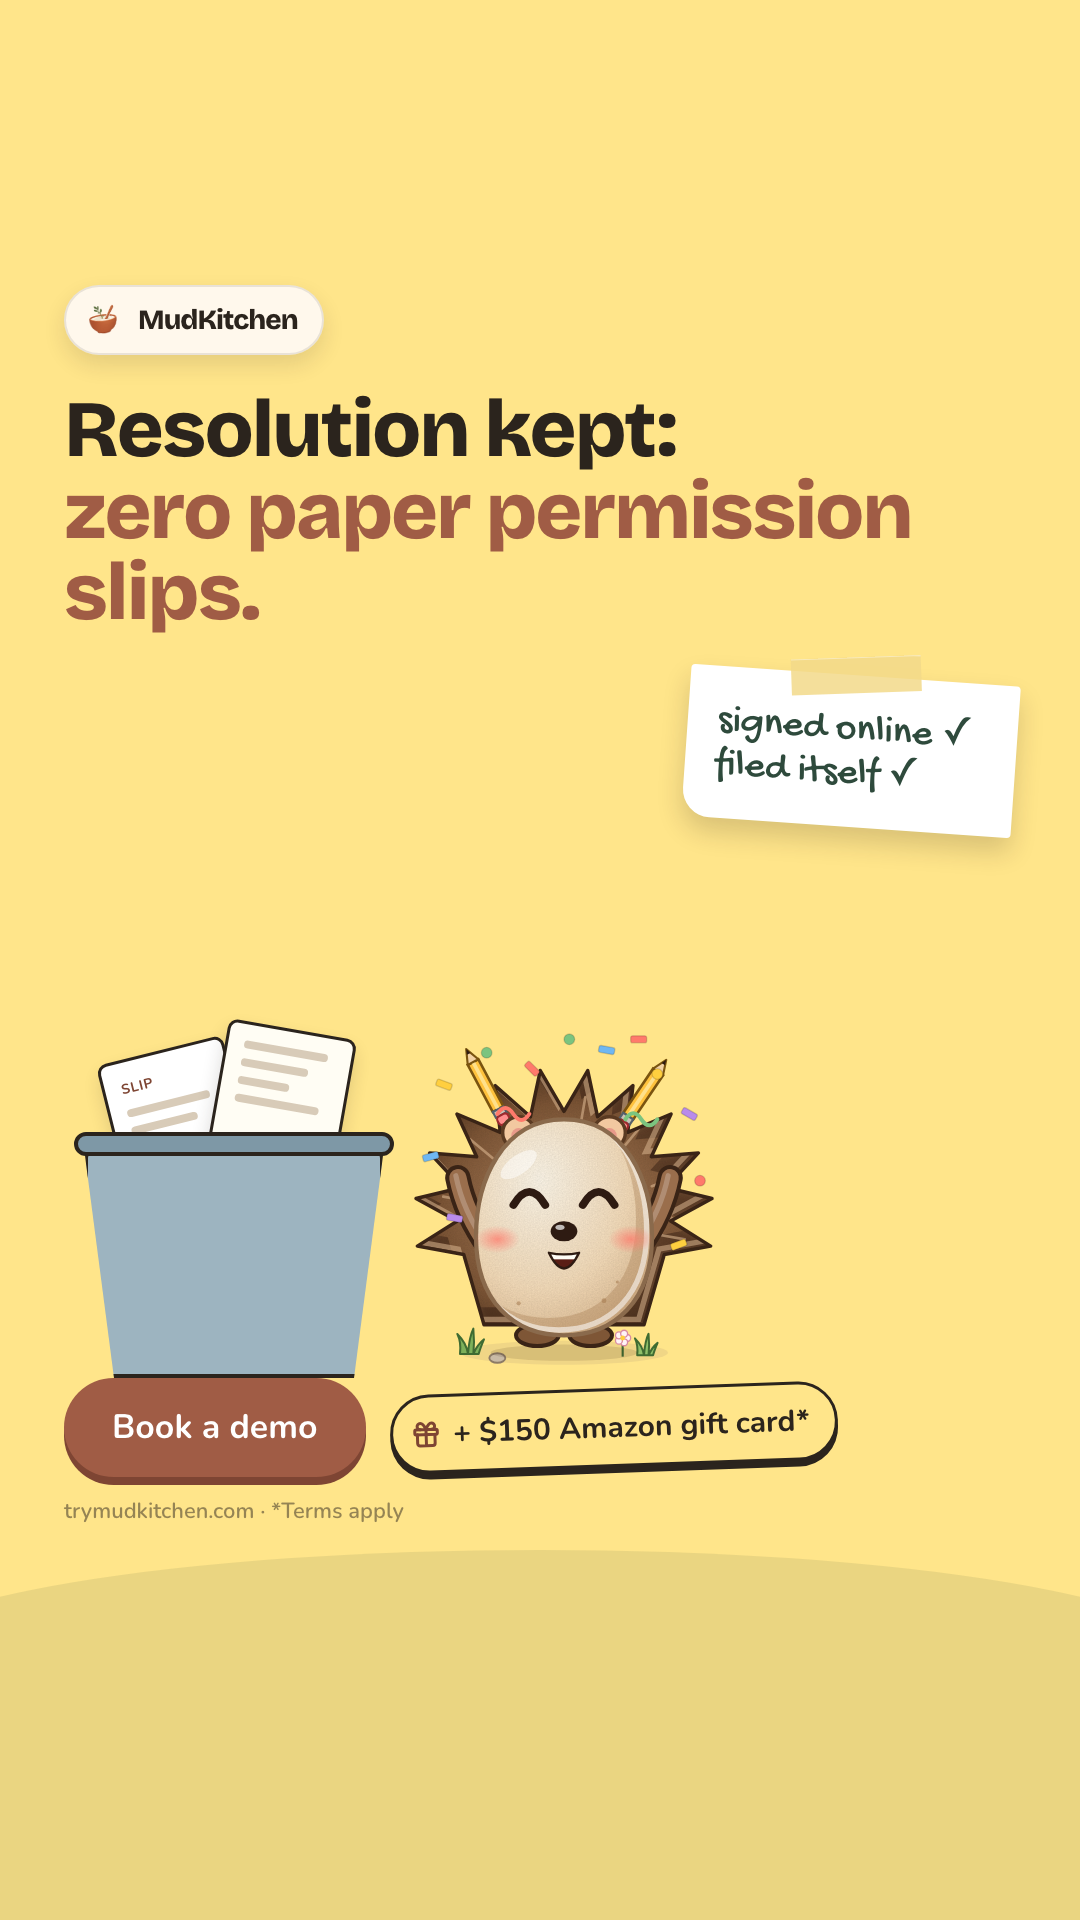 MudKitchen
Resolution kept:
zero paper permission
slips.
signed online ✓
filed itself ✓
SLIP
Book a demo
+ $150 Amazon gift card*
trymudkitchen.com · *Terms apply